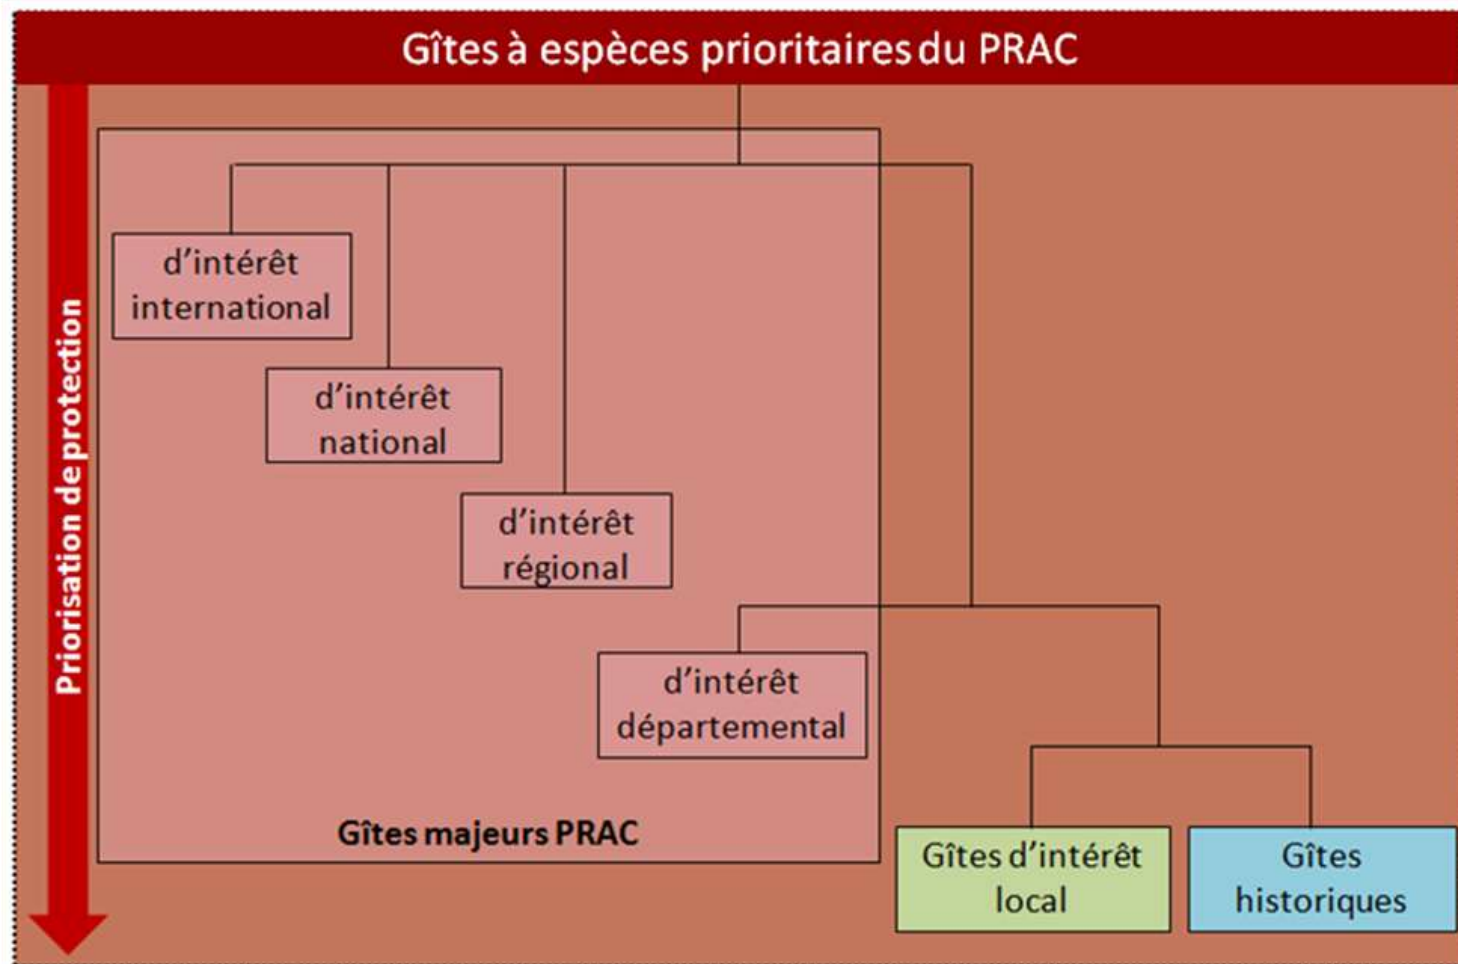 Gîtes à espèces prioritaires du PRAC
Priorisation de protection
d'intérêt
international
d'intérêt
national
d'intérêt
régional
d'intérêt
départemental
Gîtes majeurs PRAC
Gîtes d'intérêt
local
Gîtes
historiques